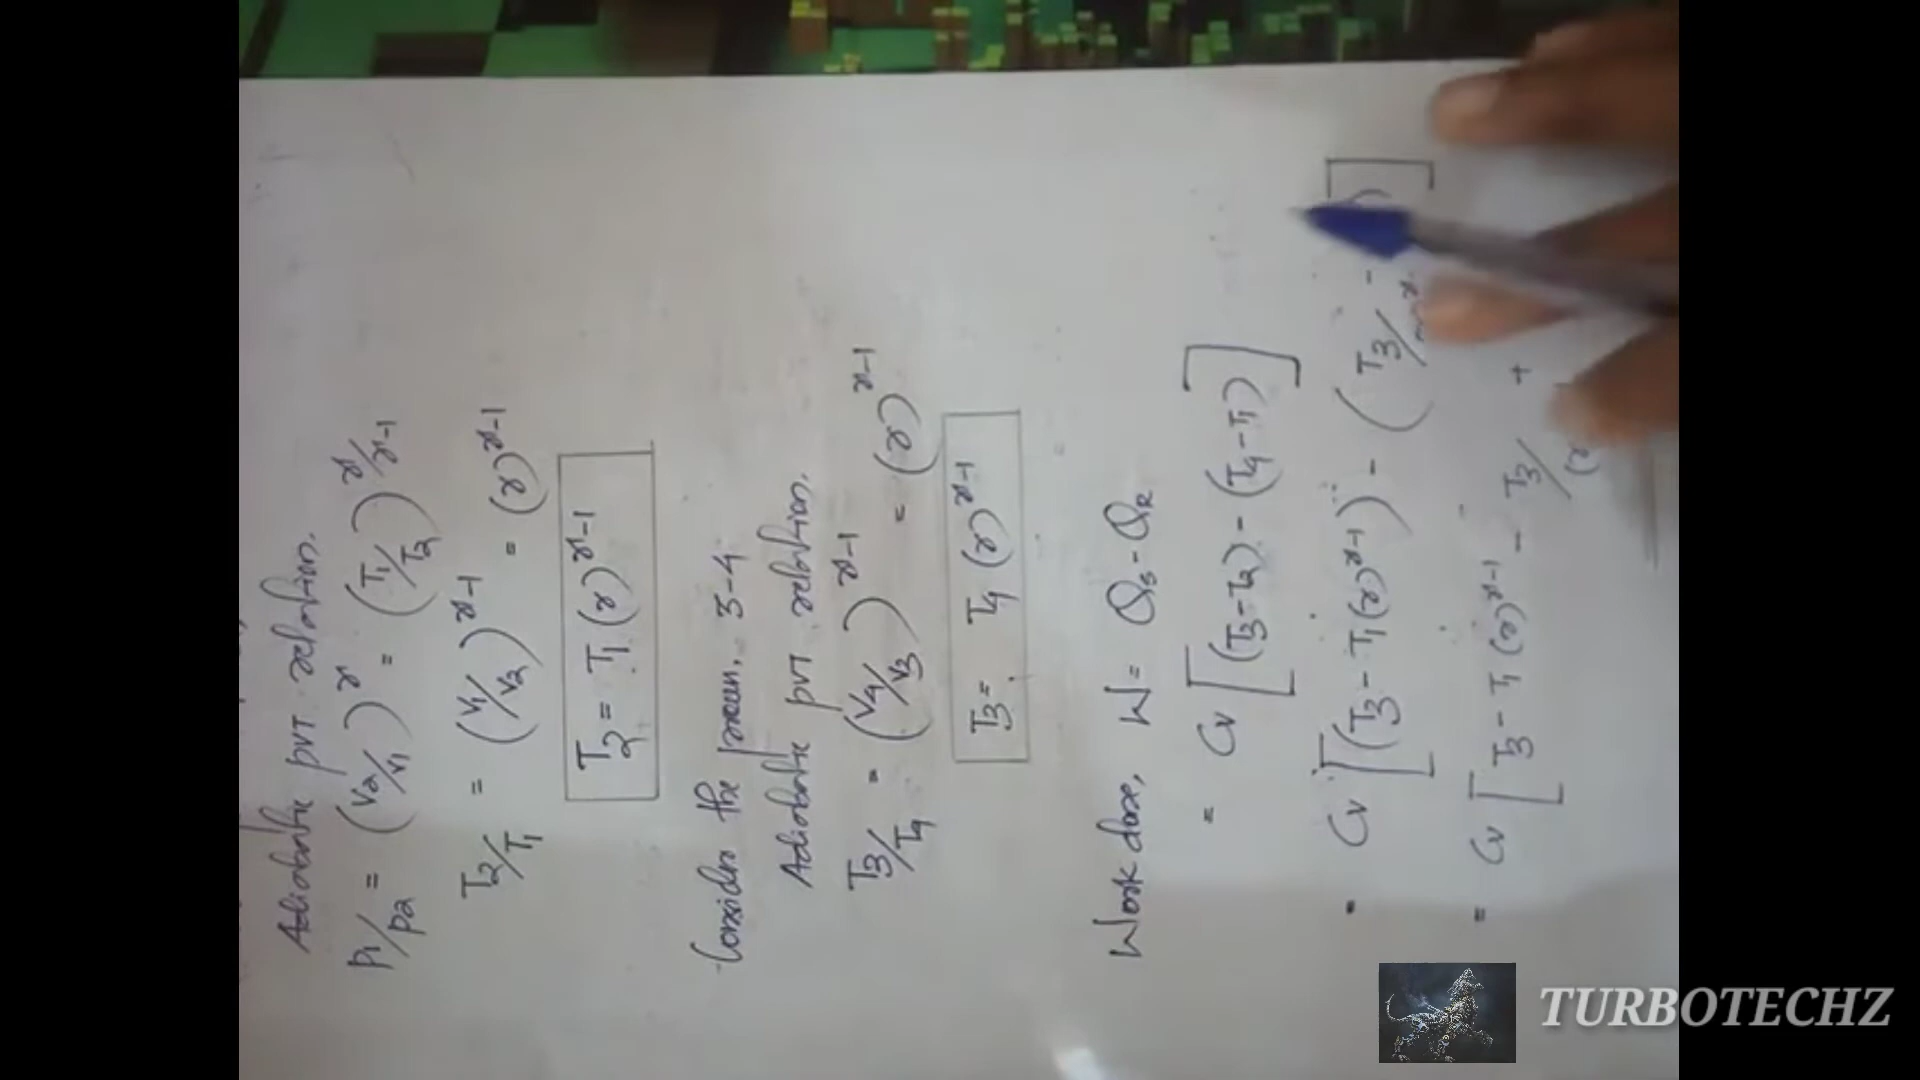 Adiabatic pvT relation.
P1/P2 = (V2/V1)^γ = (T1/T2)^γ/γ-1
T2/T1 = (V1/V2)^γ-1 = (r)^γ-1
T2 = T1 (r)^γ-1
Consider the process, 3-4
Adiabatic pvT relation.
T3/T4 = (V4/V3)^γ-1 = (r)^γ-1
T3 = T4 (r)^γ-1
Work done, W = QS - QR
= Cv [(T3-T2) - (T4-T1)]
= Cv [(T3 - T1(r)^γ-1) - (T3/ - )]
= Cv [T3 - T1(r)^γ-1 - T3/(r +
TURBOTECHZ